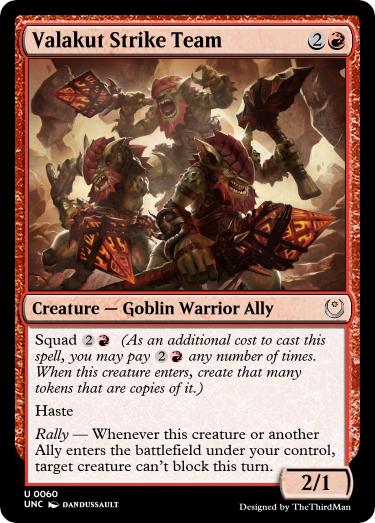 Valakut Strike Team 2
Creature — Goblin Warrior Ally
Squad 2 (As an additional cost to cast this
spell, you may pay 2 any number of times.
When this creature enters, create that many
tokens that are copies of it.)
Haste
Rally — Whenever this creature or another
Ally enters the battlefield under your control,
target creature can't block this turn.
2/1
U 0060
UNC DANDUSSAULT
Designed by TheThirdMan